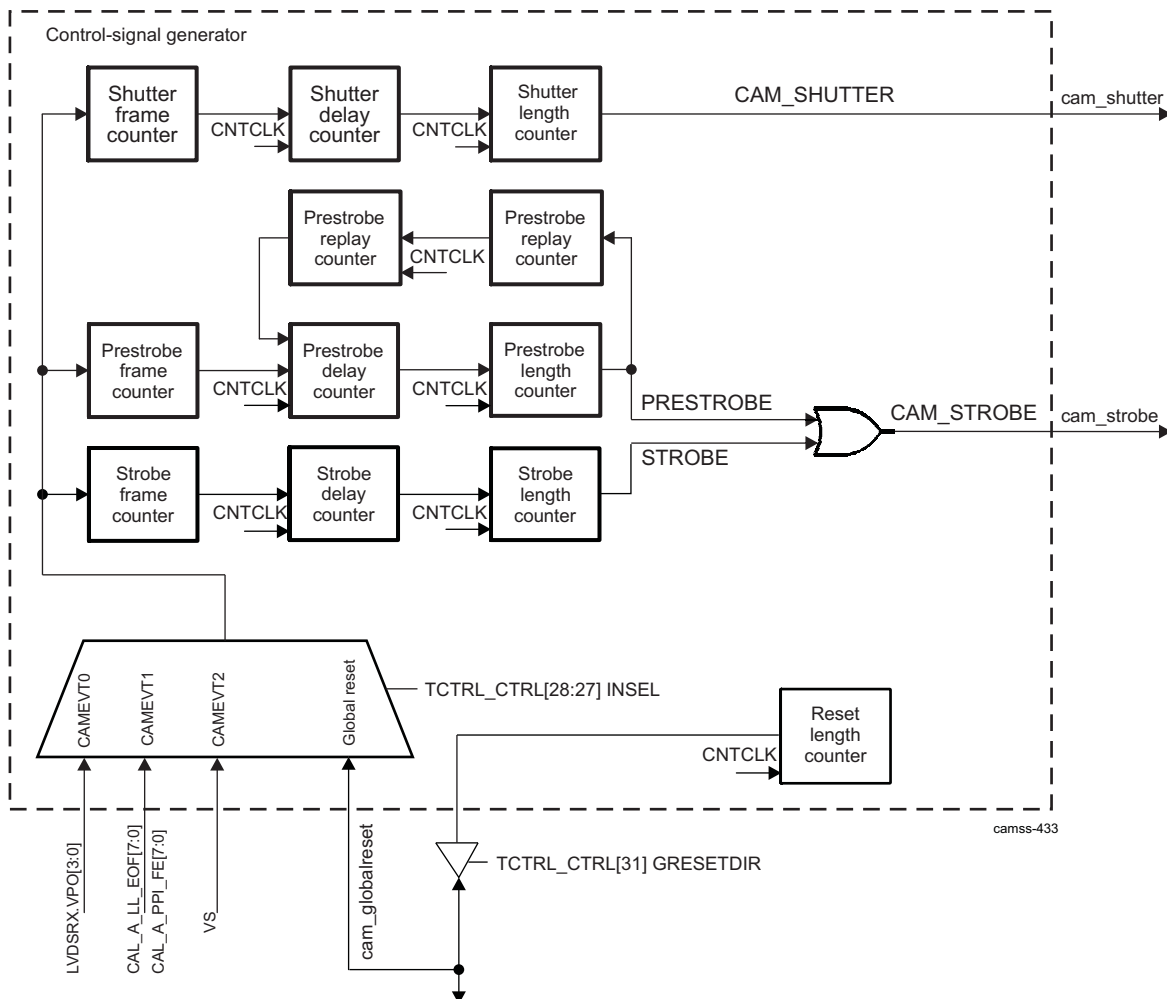 Control-signal generator
Shutter
frame
counter
CNTCLK
Shutter
delay
counter
CNTCLK
Shutter
length
counter
CAM_SHUTTER
cam_shutter
Prestrobe
replay
counter
CNTCLK
Prestrobe
replay
counter
Prestrobe
frame
counter
CNTCLK
Prestrobe
delay
counter
CNTCLK
Prestrobe
length
counter
PRESTROBE
CAM_STROBE
cam_strobe
Strobe
frame
counter
CNTCLK
Strobe
delay
counter
CNTCLK
Strobe
length
counter
STROBE
CAMEVT0
CAMEVT1
CAMEVT2
Global reset
TCTRL_CTRL[28:27] INSEL
Reset
length
counter
CNTCLK
camss-433
LVDSRX.VPO[3:0]
CAL_A_LL_EOF[7:0]
CAL_A_PPI_FE[7:0]
VS
cam_globalreset
TCTRL_CTRL[31] GRESETDIR